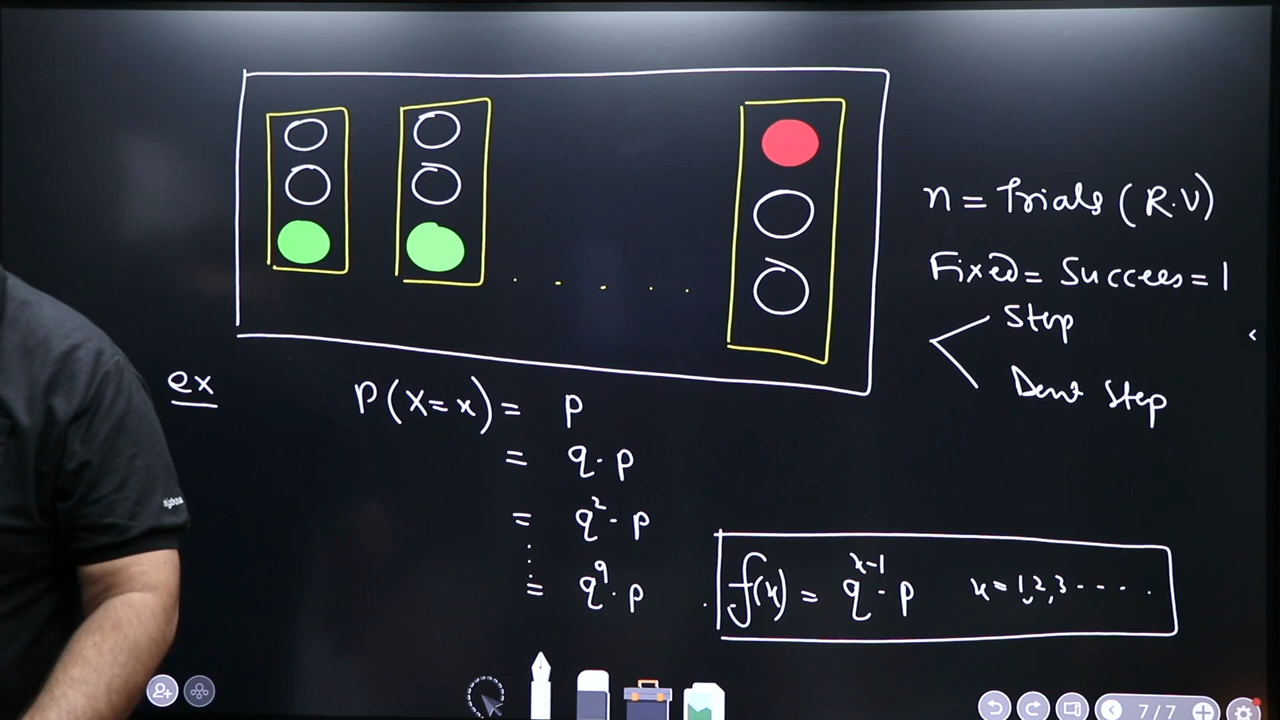 n = Trials (R.V)
Fixed = Success = 1
Stop
Dont Stop
ex
P(X=x) = p
= q·p
= q²·p
= q⁹·p
f(x) = q^{x-1}·p x = 1,2,3 - - - -
7/7